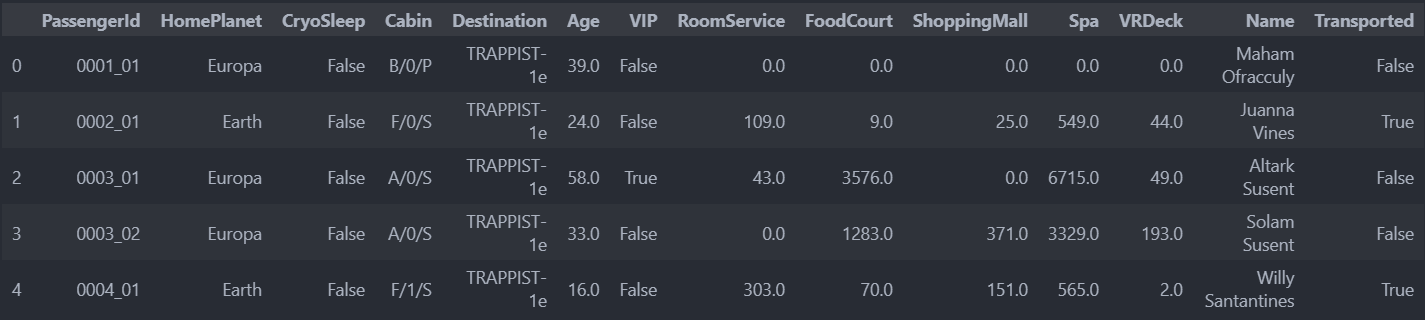 PassengerId HomePlanet CryoSleep Cabin Destination Age VIP RoomService FoodCourt ShoppingMall Spa VRDeck Name Transported
0 0001_01 Europa False B/0/P TRAPPIST-1e 39.0 False 0.0 0.0 0.0 0.0 0.0 Maham Ofracculy False
1 0002_01 Earth False F/0/S TRAPPIST-1e 24.0 False 109.0 9.0 25.0 549.0 44.0 Juanna Vines True
2 0003_01 Europa False A/0/S TRAPPIST-1e 58.0 True 43.0 3576.0 0.0 6715.0 49.0 Altark Susent False
3 0003_02 Europa False A/0/S TRAPPIST-1e 33.0 False 0.0 1283.0 371.0 3329.0 193.0 Solam Susent False
4 0004_01 Earth False F/1/S TRAPPIST-1e 16.0 False 303.0 70.0 151.0 565.0 2.0 Willy Santantines True